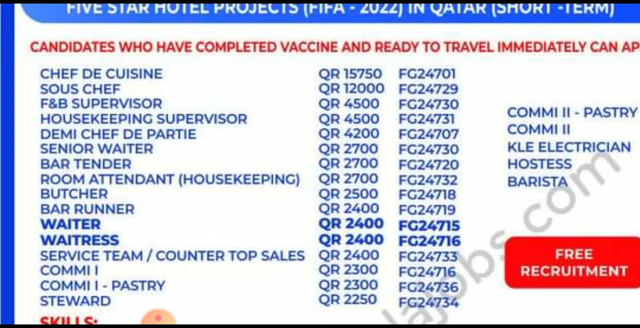 FIVE STAR HOTEL PROJECTS (FIFA - 2022) IN QATAR (SHORT -TERM)
CANDIDATES WHO HAVE COMPLETED VACCINE AND READY TO TRAVEL IMMEDIATELY CAN AP
CHEF DE CUISINE QR 15750 FG24701
SOUS CHEF QR 12000 FG24729
F&B SUPERVISOR QR 4500 FG24730
HOUSEKEEPING SUPERVISOR QR 4500 FG24731
DEMI CHEF DE PARTIE QR 4200 FG24707
SENIOR WAITER QR 2700 FG24730
BAR TENDER QR 2700 FG24720
ROOM ATTENDANT (HOUSEKEEPING) QR 2700 FG24732
BUTCHER QR 2500 FG24718
BAR RUNNER QR 2400 FG24719
WAITER QR 2400 FG24715
WAITRESS QR 2400 FG24716
SERVICE TEAM / COUNTER TOP SALES QR 2400 FG24733
COMMI I QR 2300 FG24716
COMMI I - PASTRY QR 2300 FG24736
STEWARD QR 2250 FG24734
SKILLS:
COMMI II - PASTRY
COMMI II
KLE ELECTRICIAN
HOSTESS
BARISTA
FREE
RECRUITMENT
lajobs.com